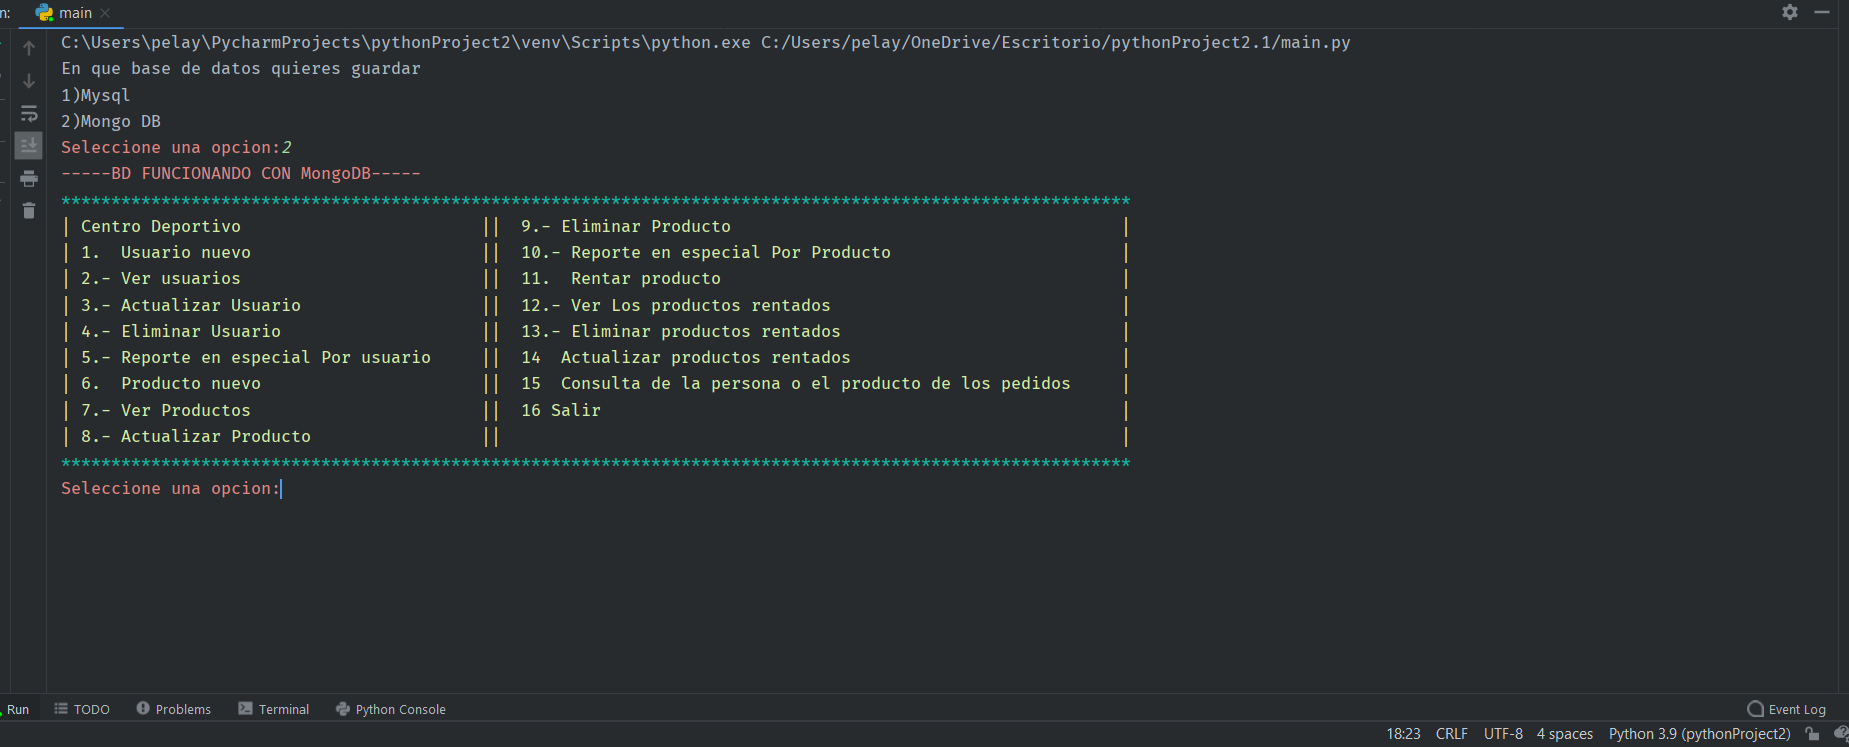 n: main
C:\Users\pelay\PycharmProjects\pythonProject2\venv\Scripts\python.exe C:/Users/pelay/OneDrive/Escritorio/pythonProject2.1/main.py
En que base de datos quieres guardar
1)Mysql
2)Mongo DB
Seleccione una opcion:2
-----BD FUNCIONANDO CON MongoDB-----
***********************************************************************************************************
| Centro Deportivo                        ||  9.- Eliminar Producto                                       |
| 1.  Usuario nuevo                       ||  10.- Reporte en especial Por Producto                       |
| 2.- Ver usuarios                        ||  11.  Rentar producto                                        |
| 3.- Actualizar Usuario                  ||  12.- Ver Los productos rentados                             |
| 4.- Eliminar Usuario                    ||  13.- Eliminar productos rentados                            |
| 5.- Reporte en especial Por usuario     ||  14  Actualizar productos rentados                           |
| 6.  Producto nuevo                      ||  15  Consulta de la persona o el producto de los pedidos     |
| 7.- Ver Productos                       ||  16 Salir                                                    |
| 8.- Actualizar Producto                 ||                                                              |
***********************************************************************************************************
Seleccione una opcion:
Run TODO Problems Terminal Python Console Event Log
18:23 CRLF UTF-8 4 spaces Python 3.9 (pythonProject2)